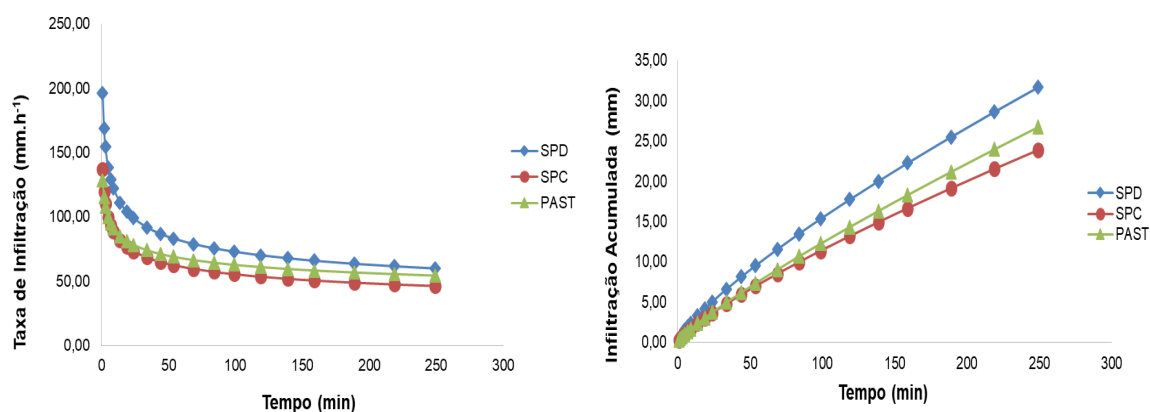 Taxa de Infiltração (mm.h⁻¹)
250,00
200,00
150,00
100,00
50,00
0,00
0
50
100
150
200
250
300
Tempo (min)
SPD
SPC
PAST
Infiltração Acumulada (mm)
35,00
30,00
25,00
20,00
15,00
10,00
5,00
0,00
0
50
100
150
200
250
300
Tempo (min)
SPD
SPC
PAST